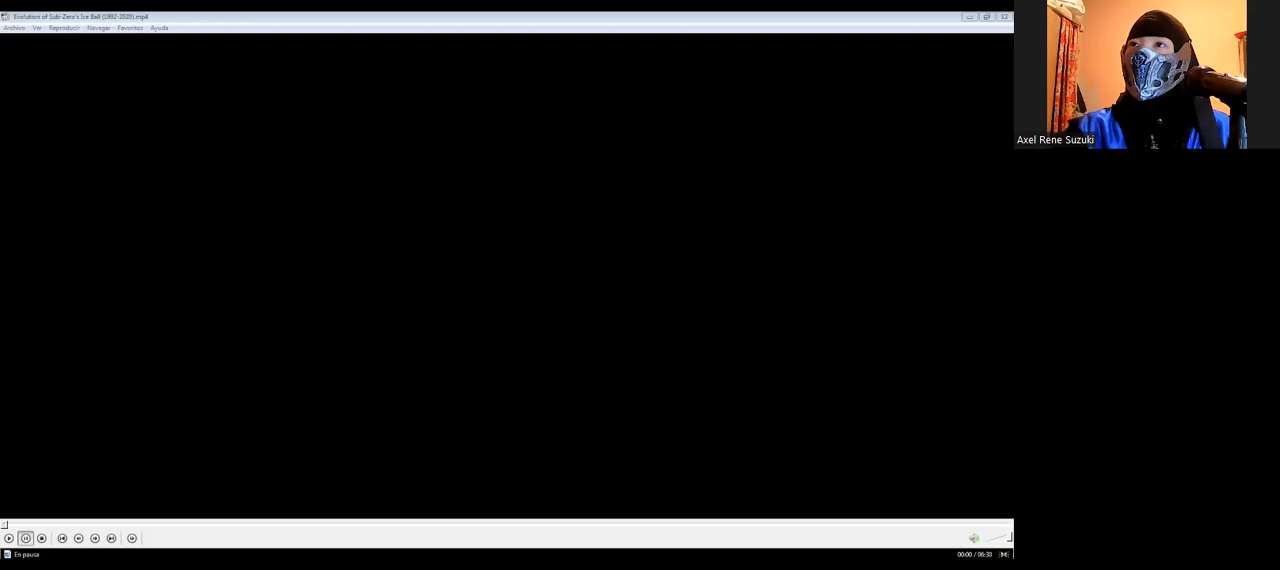 Evolution of Sub-Zero's Ice Ball (1992-2020).mp4
Archivo Ver Reproducir Navegar Favoritos Ayuda
Axel Rene Suzuki
En pausa
00:00 / 06:30